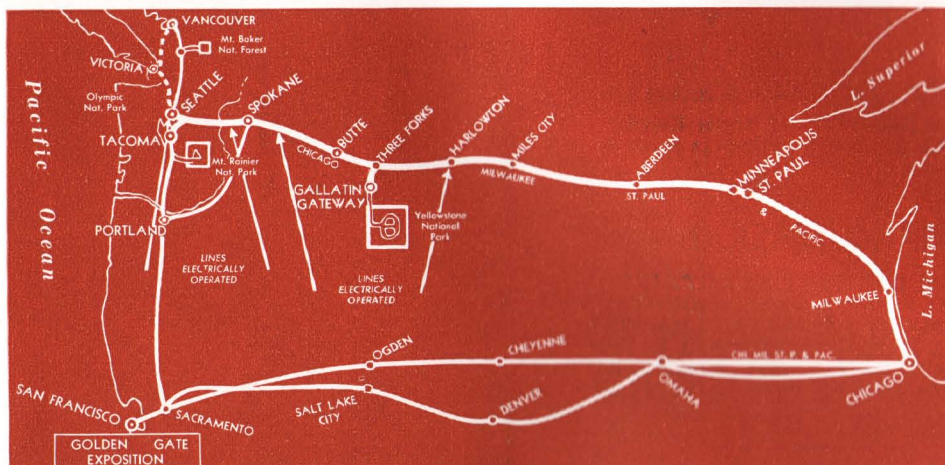 VANCOUVER
Mt. Baker
Nat. Forest
VICTORIA
Olympic
Nat. Park
SEATTLE
SPOKANE
TACOMA
Mt. Rainier
Nat. Park
Pacific Ocean
PORTLAND
LINES
ELECTRICALLY
OPERATED
BUTTE
CHICAGO
THREE FORKS
GALLATIN
GATEWAY
Yellowstone
National
Park
LINES
ELECTRICALLY
OPERATED
HARLOWTON
MILES CITY
MILWAUKEE
ABERDEEN
ST. PAUL
MINNEAPOLIS
ST. PAUL
&
PACIFIC
L. Superior
L. Michigan
MILWAUKEE
CHICAGO
CHI. MIL. ST. P. & PAC.
OMAHA
CHEYENNE
DENVER
OGDEN
SALT LAKE
CITY
SACRAMENTO
SAN FRANCISCO
GOLDEN GATE
EXPOSITION